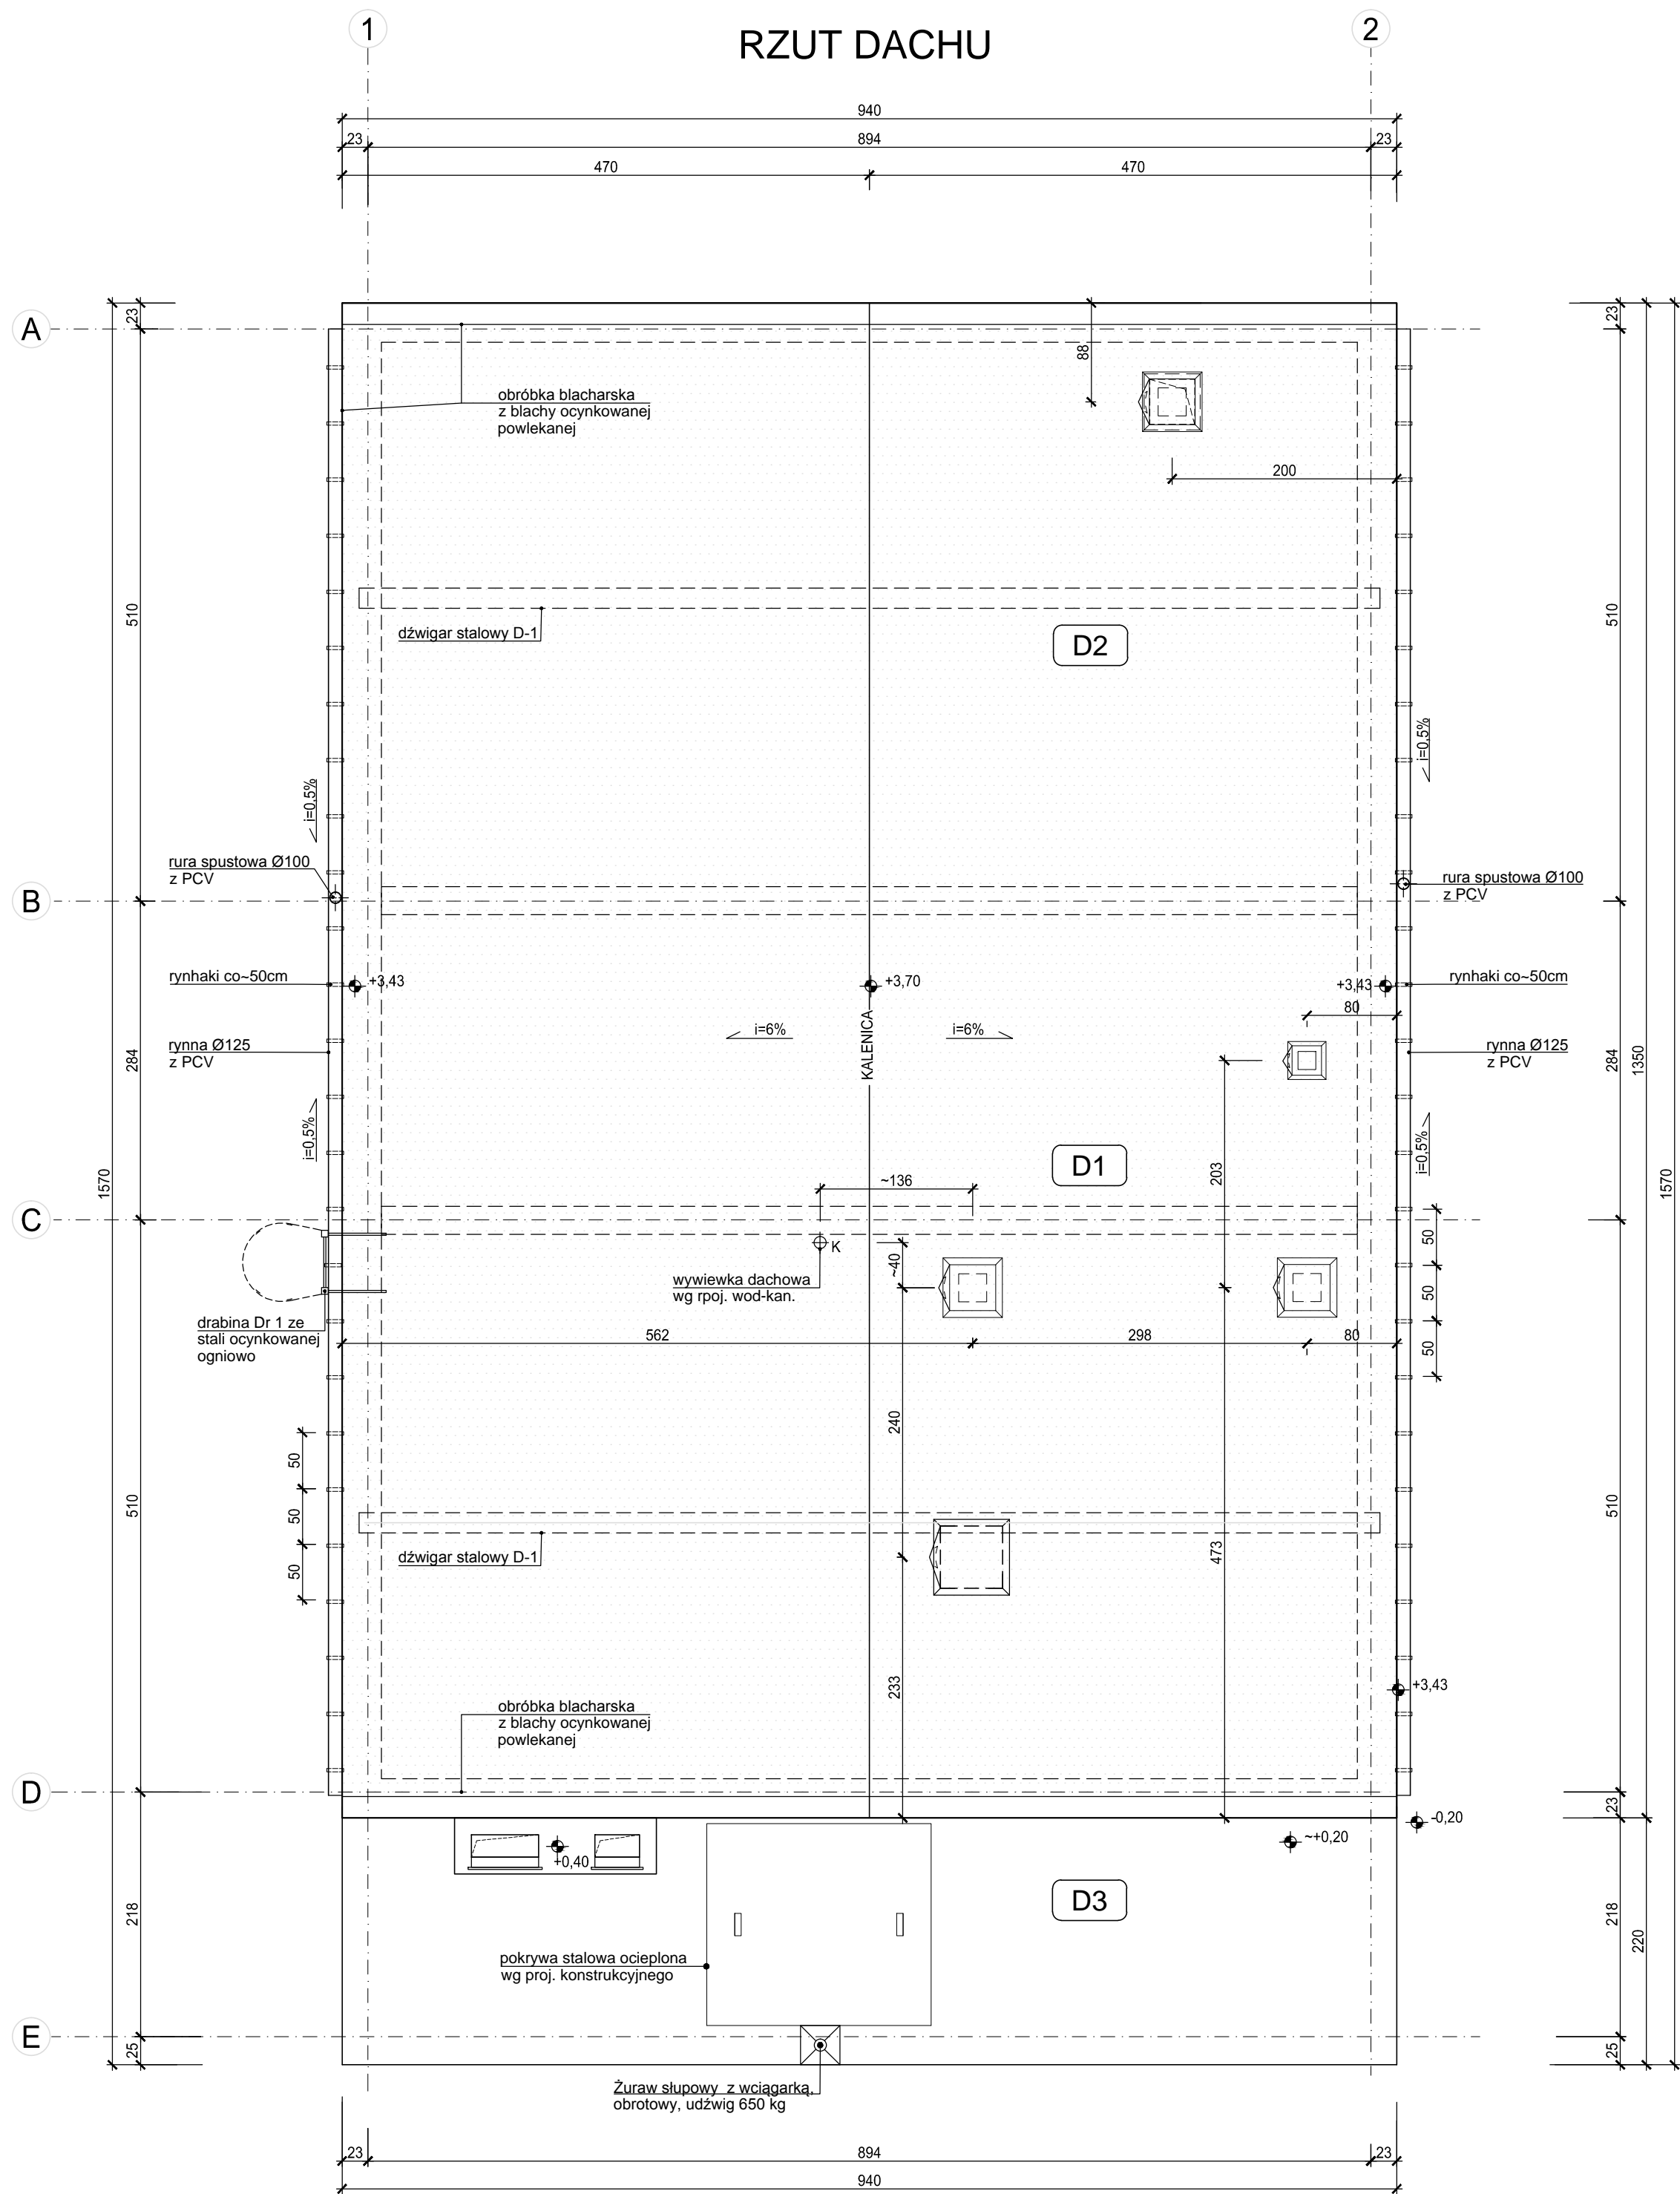 1
2
RZUT DACHU
940
23
894
23
470
470
A
23
23
88
obróbka blacharska
z blachy ocynkowanej
powlekanej
200
510
510
dźwigar stalowy D-1
D2
i=0,5%
i=0,5%
rura spustowa Ø100
z PCV
rura spustowa Ø100
z PCV
B
rynhaki co~50cm
+3,43
+3,70
+3,43
rynhaki co~50cm
80
i=6%
i=6%
KALENICA
rynna Ø125
z PCV
rynna Ø125
z PCV
284
284
1350
i=0,5%
i=0,5%
1570
1570
D1
203
~136
C
K
~40
50
50
50
wywiewka dachowa
wg rpoj. wod-kan.
drabina Dr 1 ze
stali ocynkowanej
ogniowo
562
298
80
240
50
50
50
510
510
dźwigar stalowy D-1
473
233
+3,43
obróbka blacharska
z blachy ocynkowanej
powlekanej
D
23
-0,20
~+0,20
+0,40
D3
218
218
220
pokrywa stalowa ocieplona
wg proj. konstrukcyjnego
E
25
25
Żuraw słupowy z wciągarką,
obrotowy, udźwig 650 kg
23
894
23
940